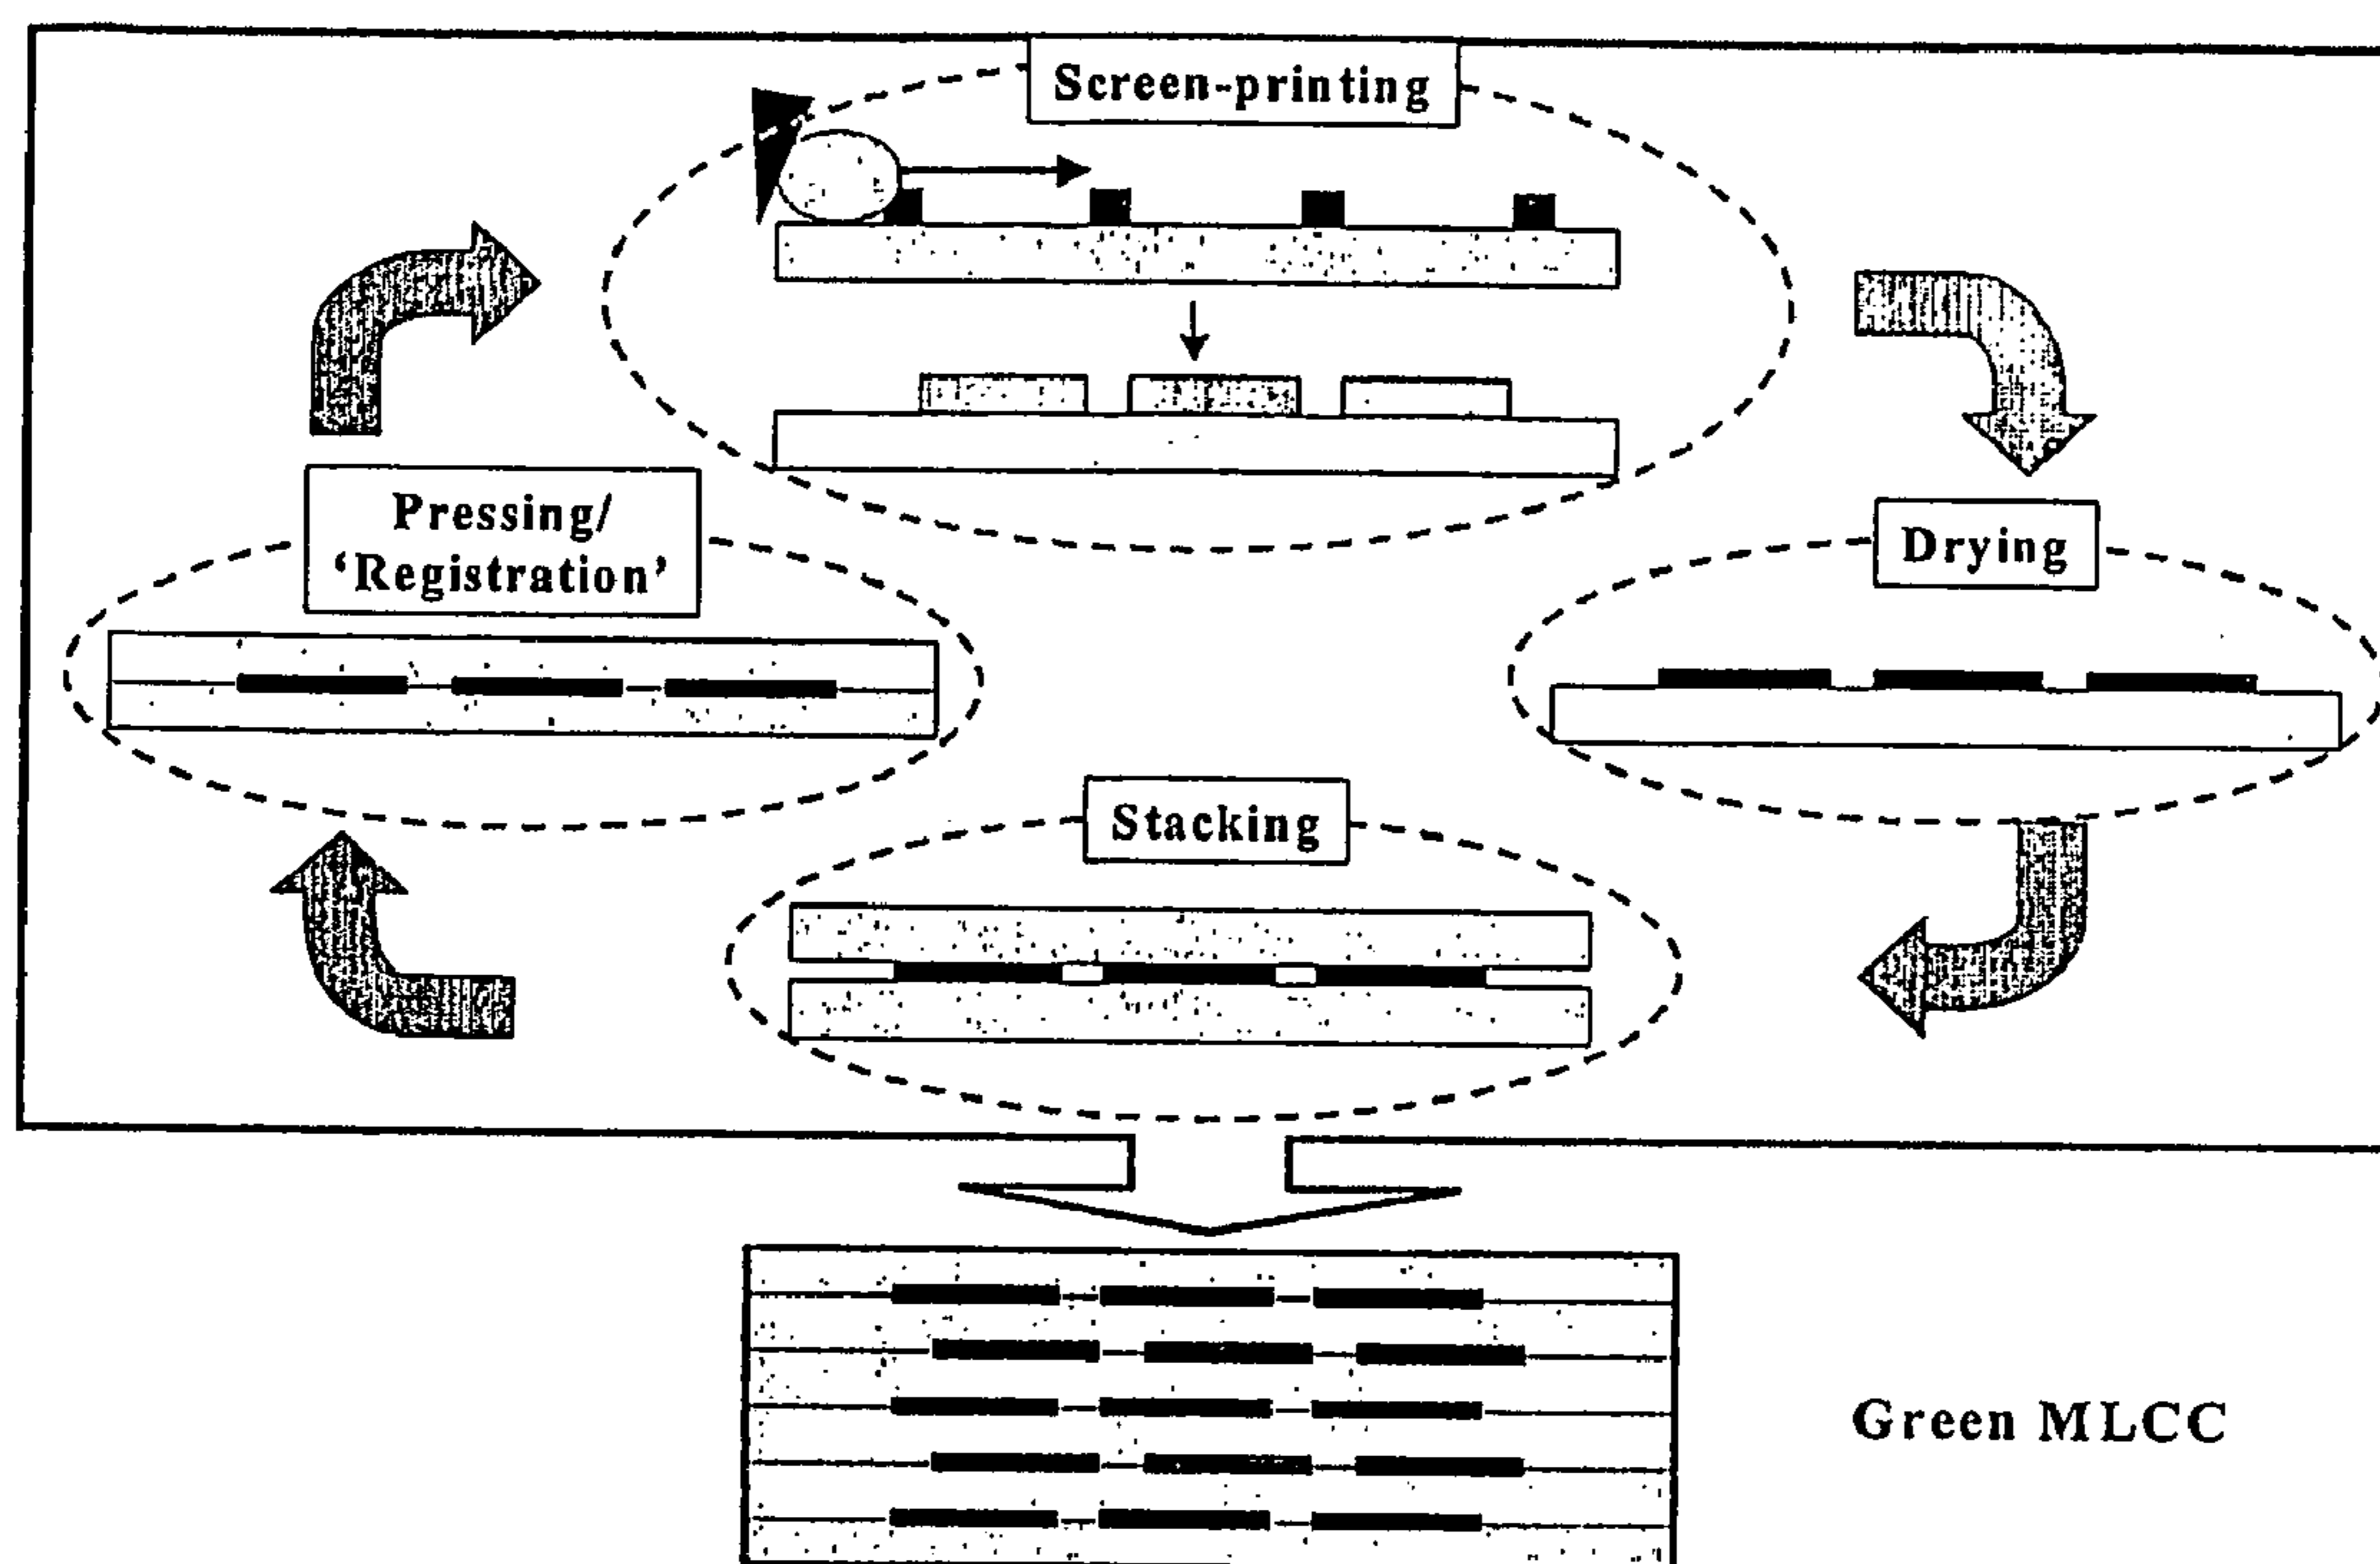 Screen-printing
Pressing/
‘Registration’
Drying
Stacking
Green MLCC